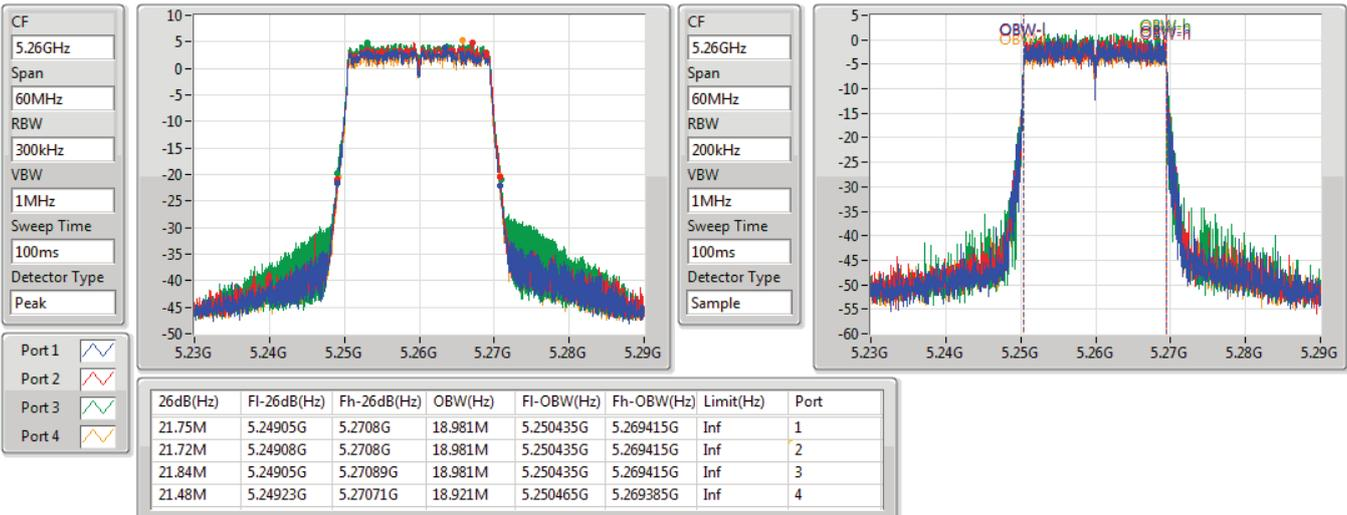 CF
5.26GHz
Span
60MHz
RBW
300kHz
VBW
1MHz
Sweep Time
100ms
Detector Type
Peak
10
5
0
-5
-10
-15
-20
-25
-30
-35
-40
-45
-50
5.23G 5.24G 5.25G 5.26G 5.27G 5.28G 5.29G
CF
5.26GHz
Span
60MHz
RBW
200kHz
VBW
1MHz
Sweep Time
100ms
Detector Type
Sample
5
0
-5
-10
-15
-20
-25
-30
-35
-40
-45
-50
-55
-60
OBW-l
OBW-h
5.23G 5.24G 5.25G 5.26G 5.27G 5.28G 5.29G
Port 1
Port 2
Port 3
Port 4
26dB(Hz) Fl-26dB(Hz) Fh-26dB(Hz) OBW(Hz) Fl-OBW(Hz) Fh-OBW(Hz) Limit(Hz) Port
21.75M 5.24905G 5.2708G 18.981M 5.250435G 5.269415G Inf 1
21.72M 5.24908G 5.2708G 18.981M 5.250435G 5.269415G Inf 2
21.84M 5.24905G 5.27089G 18.981M 5.250435G 5.269415G Inf 3
21.48M 5.24923G 5.27071G 18.921M 5.250465G 5.269385G Inf 4